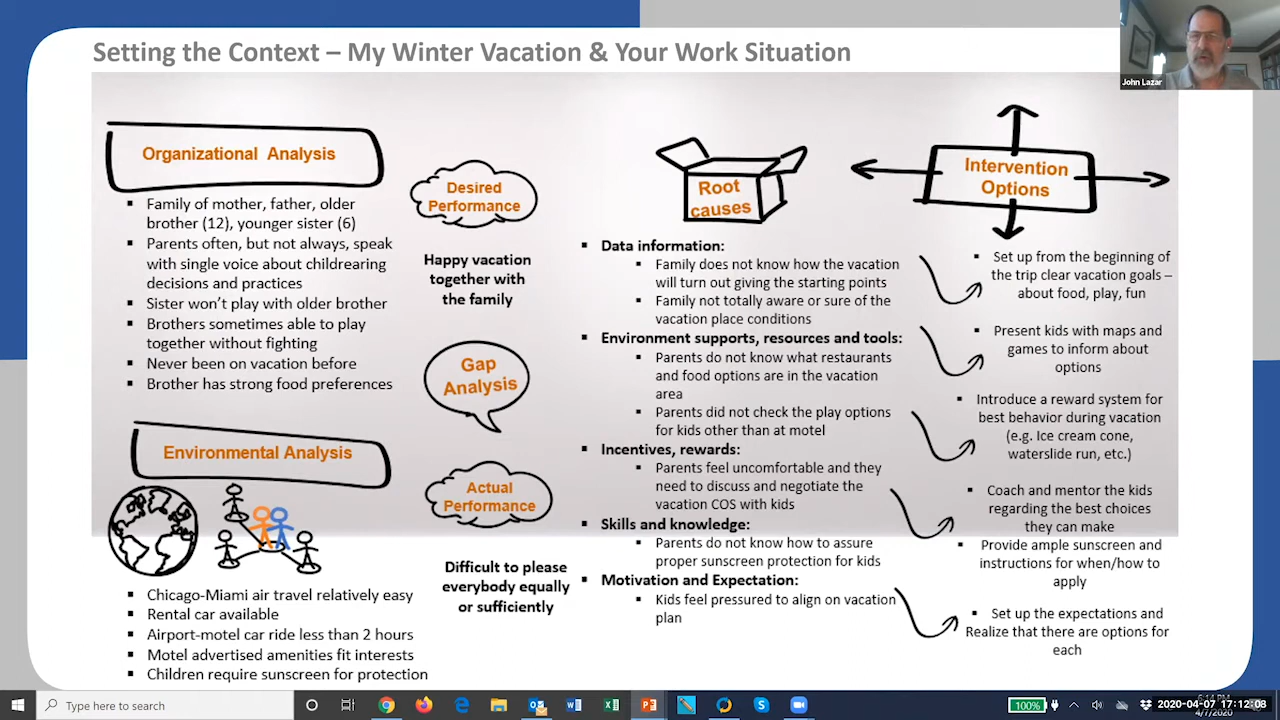 Setting the Context – My Winter Vacation & Your Work Situation
John Lazar
Organizational Analysis
▪ Family of mother, father, older
brother (12), younger sister (6)
▪ Parents often, but not always, speak
with single voice about childrearing
decisions and practices
▪ Sister won't play with older brother
▪ Brothers sometimes able to play
together without fighting
▪ Never been on vacation before
▪ Brother has strong food preferences
Environmental Analysis
▪ Chicago-Miami air travel relatively easy
▪ Rental car available
▪ Airport-motel car ride less than 2 hours
▪ Motel advertised amenities fit interests
▪ Children require sunscreen for protection
Desired
Performance
Happy vacation
together with
the family
Gap
Analysis
Actual
Performance
Difficult to please
everybody equally
or sufficiently
Root
causes
▪ Data information:
▪ Family does not know how the vacation
will turn out giving the starting points
▪ Family not totally aware or sure of the
vacation place conditions
▪ Environment supports, resources and tools:
▪ Parents do not know what restaurants
and food options are in the vacation
area
▪ Parents did not check the play options
for kids other than at motel
▪ Incentives, rewards:
▪ Parents feel uncomfortable and they
need to discuss and negotiate the
vacation COS with kids
▪ Skills and knowledge:
▪ Parents do not know how to assure
proper sunscreen protection for kids
▪ Motivation and Expectation:
▪ Kids feel pressured to align on vacation
plan
Intervention
Options
▪ Set up from the beginning of
the trip clear vacation goals –
about food, play, fun
▪ Present kids with maps and
games to inform about
options
▪ Introduce a reward system for
best behavior during vacation
(e.g. Ice cream cone,
waterslide run, etc.)
▪ Coach and mentor the kids
regarding the best choices
they can make
▪ Provide ample sunscreen and
instructions for when/how to
apply
▪ Set up the expectations and
Realize that there are options for
each
Type here to search
100%
6:14 PM
4/7/2020
2020-04-07 17:12:08